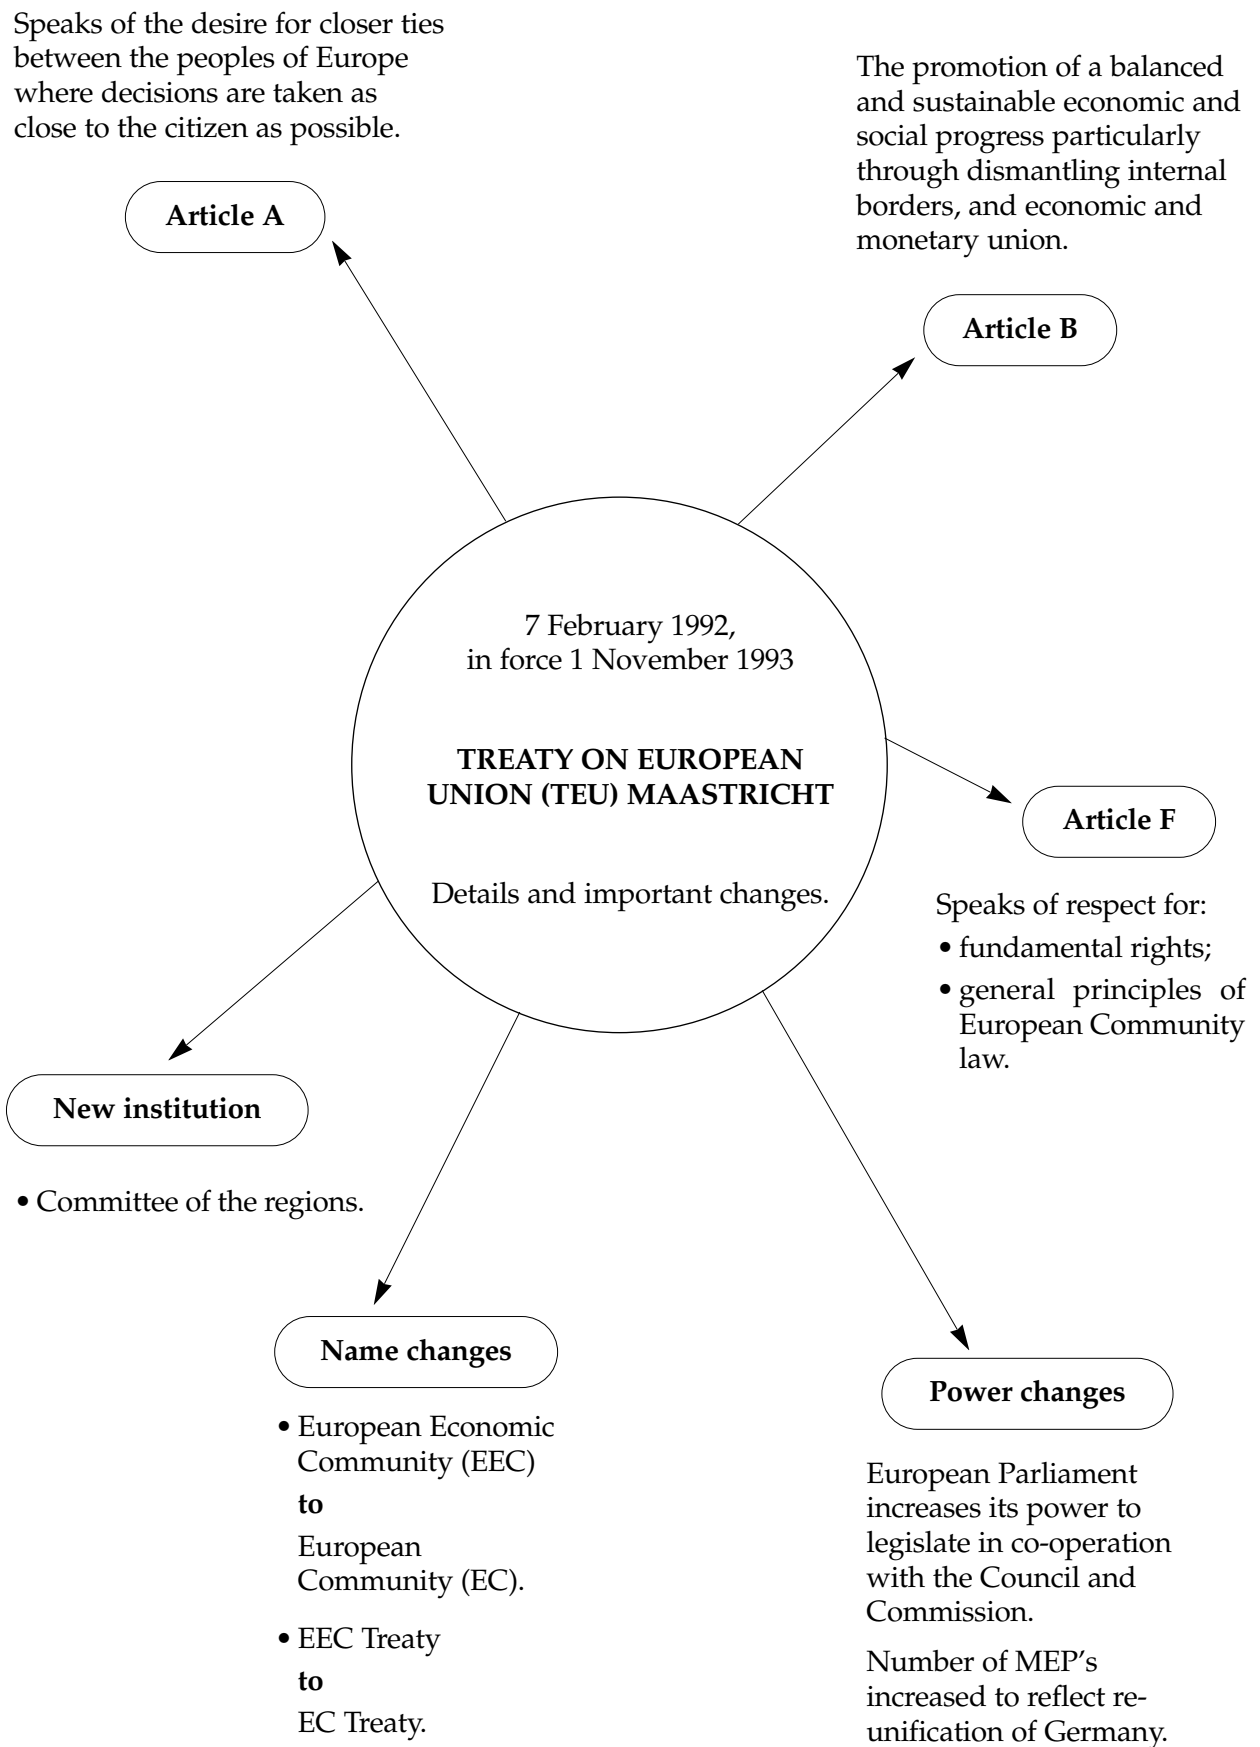 Speaks of the desire for closer ties
between the peoples of Europe
where decisions are taken as
close to the citizen as possible.
Article A
The promotion of a balanced
and sustainable economic and
social progress particularly
through dismantling internal
borders, and economic and
monetary union.
Article B
7 February 1992,
in force 1 November 1993
TREATY ON EUROPEAN
UNION (TEU) MAASTRICHT
Details and important changes.
Article F
Speaks of respect for:
• fundamental rights;
• general principles of
European Community
law.
New institution
• Committee of the regions.
Name changes
• European Economic
Community (EEC)
to
European
Community (EC).
• EEC Treaty
to
EC Treaty.
Power changes
European Parliament
increases its power to
legislate in co-operation
with the Council and
Commission.
Number of MEP's
increased to reflect re-
unification of Germany.